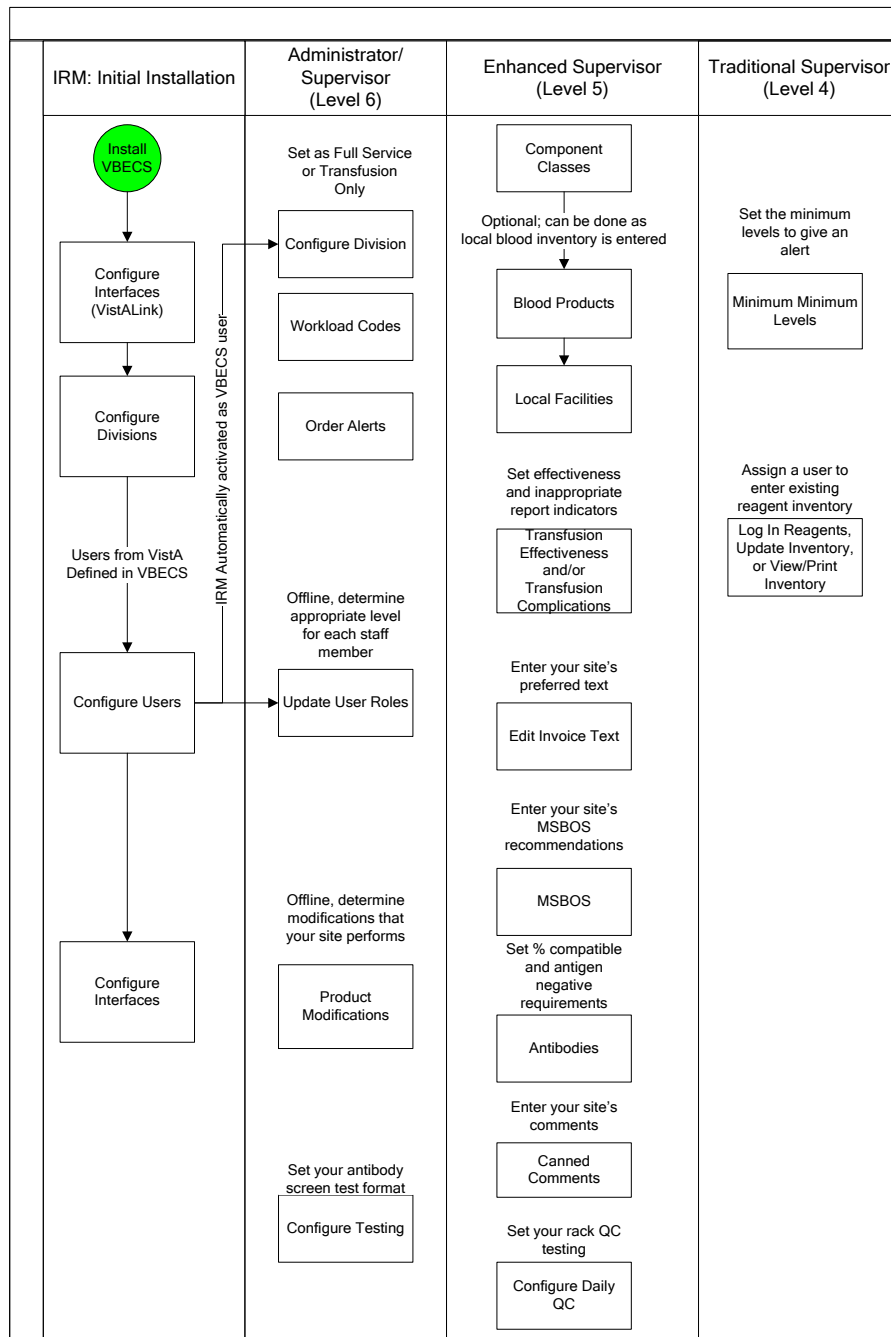 IRM: Initial Installation
Administrator/
Supervisor
(Level 6)
Enhanced Supervisor
(Level 5)
Traditional Supervisor
(Level 4)
Install
VBECS
Configure
Interfaces
(VistALink)
Configure
Divisions
Users from VistA
Defined in VBECS
Configure Users
Configure
Interfaces
IRM Automatically activated as VBECS user
Set as Full Service
or Transfusion
Only
Configure Division
Workload Codes
Order Alerts
Offline, determine
appropriate level
for each staff
member
Update User Roles
Offline, determine
modifications that
your site performs
Product
Modifications
Set your antibody
screen test format
Configure Testing
Component
Classes
Optional; can be done as
local blood inventory is entered
Blood Products
Local Facilities
Set effectiveness
and inappropriate
report indicators
Transfusion
Effectiveness
and/or
Transfusion
Complications
Enter your site's
preferred text
Edit Invoice Text
Enter your site's
MSBOS
recommendations
MSBOS
Set % compatible
and antigen
negative
requirements
Antibodies
Enter your site's
comments
Canned
Comments
Set your rack QC
testing
Configure Daily
QC
Set the minimum
levels to give an
alert
Minimum Minimum
Levels
Assign a user to
enter existing
reagent inventory
Log In Reagents,
Update Inventory,
or View/Print
Inventory